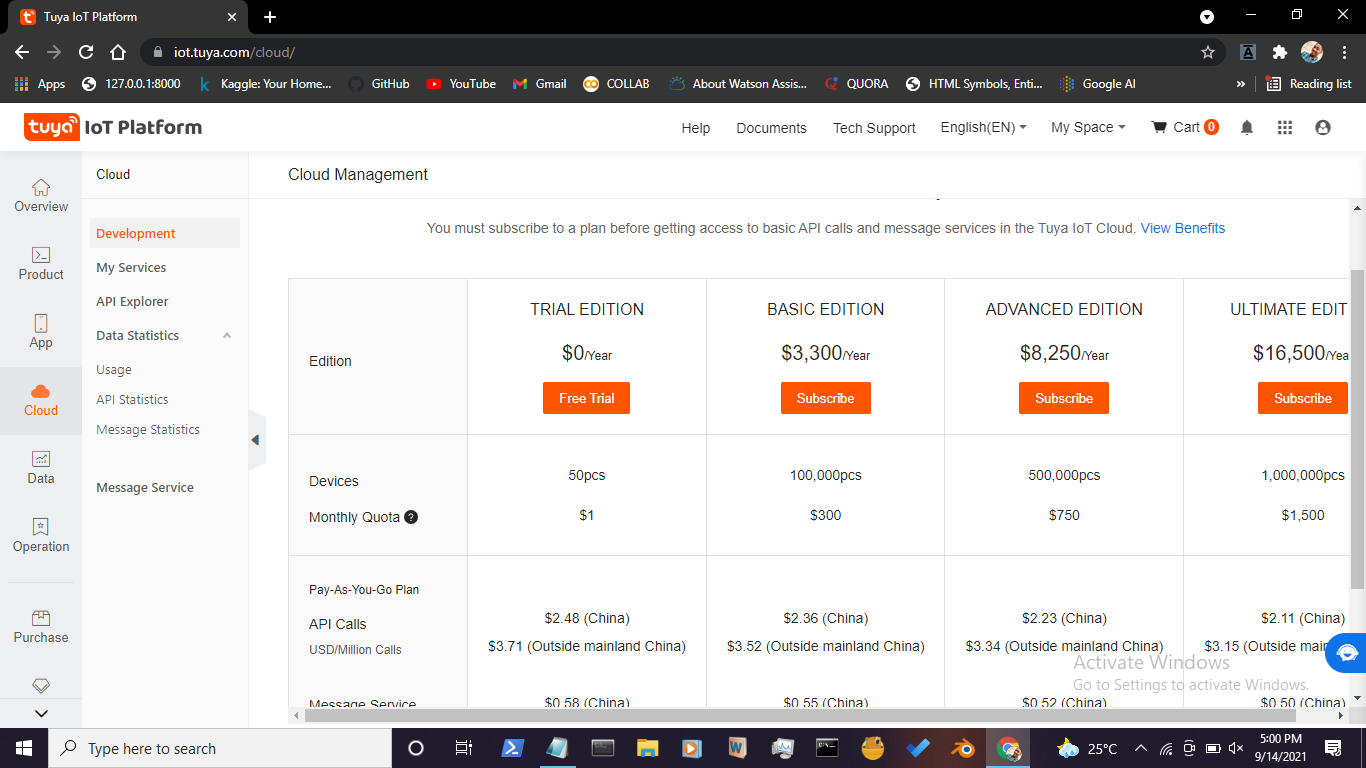 Tuya IoT Platform
iot.tuya.com/cloud/
Apps 127.0.0.1:8000 Kaggle: Your Home... GitHub YouTube Gmail COLLAB About Watson Assis... QUORA HTML Symbols, Enti... Google AI » Reading list
tuya IoT Platform
Help Documents Tech Support English(EN) My Space Cart 0
Overview
Product
App
Cloud
Data
Operation
Purchase
Cloud
Development
My Services
API Explorer
Data Statistics
Usage
API Statistics
Message Statistics
Message Service
Cloud Management
You must subscribe to a plan before getting access to basic API calls and message services in the Tuya IoT Cloud. View Benefits
Edition
TRIAL EDITION BASIC EDITION ADVANCED EDITION ULTIMATE EDIT
$0/Year $3,300/Year $8,250/Year $16,500/Yea
Free Trial Subscribe Subscribe Subscribe
Devices 50pcs 100,000pcs 500,000pcs 1,000,000pcs
Monthly Quota ? $1 $300 $750 $1,500
Pay-As-You-Go Plan
API Calls $2.48 (China) $2.36 (China) $2.23 (China) $2.11 (China)
USD/Million Calls $3.71 (Outside mainland China) $3.52 (Outside mainland China) $3.34 (Outside mainland China) $3.15 (Outside mai
Message Service $0.58 (China) $0.55 (China) $0.52 (China) $0.50 (China)
Activate Windows
Go to Settings to activate Windows.
Type here to search
25°C
5:00 PM
9/14/2021